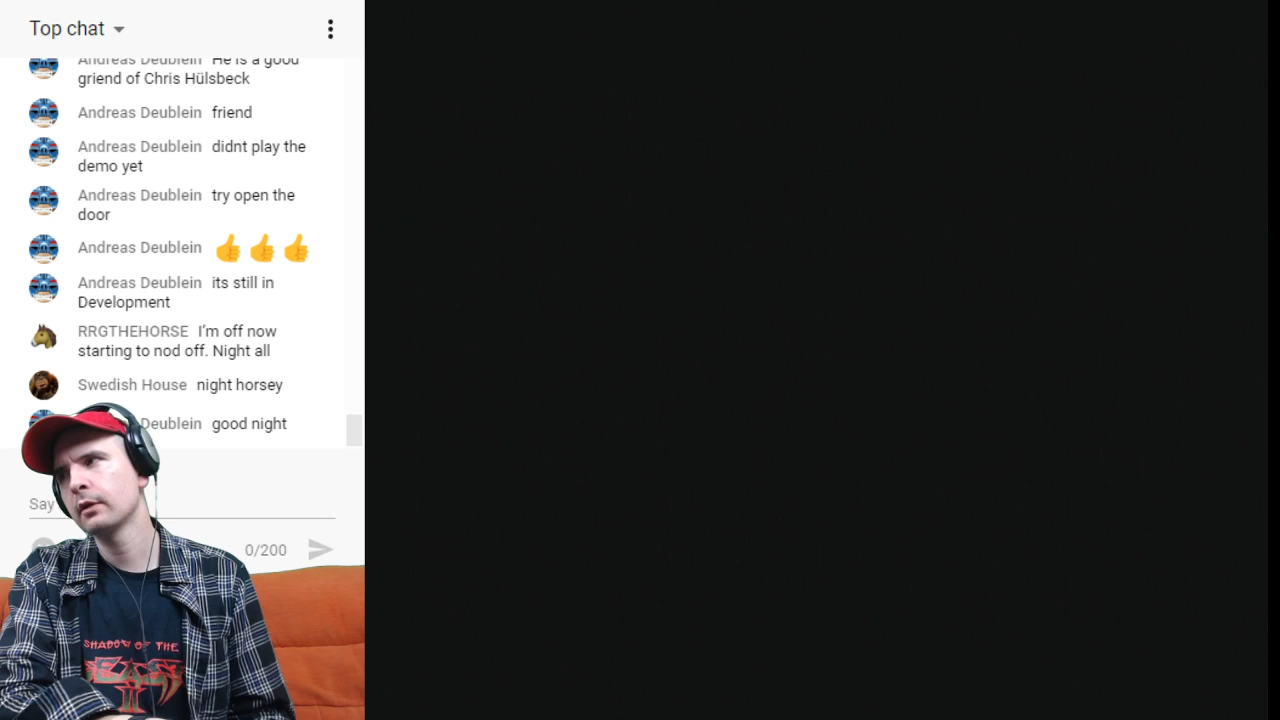 Top chat
Andreas Deublein He is a good
griend of Chris Hülsbeck
Andreas Deublein friend
Andreas Deublein didnt play the
demo yet
Andreas Deublein try open the
door
Andreas Deublein 👍👍👍
Andreas Deublein its still in
Development
RRGTHEHORSE I'm off now
starting to nod off. Night all
Swedish House night horsey
Deublein good night
Say
0/200
SHADOW OF THE
BEAST
II